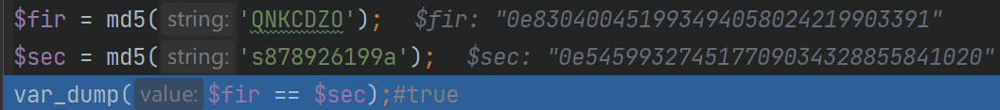 $fir = md5( string: 'QNKCDZO'); $fir: "0e830400451993494058024219903391"
$sec = md5( string: 's878926199a'); $sec: "0e545993274517709034328855841020"
var_dump( value: $fir == $sec);#true